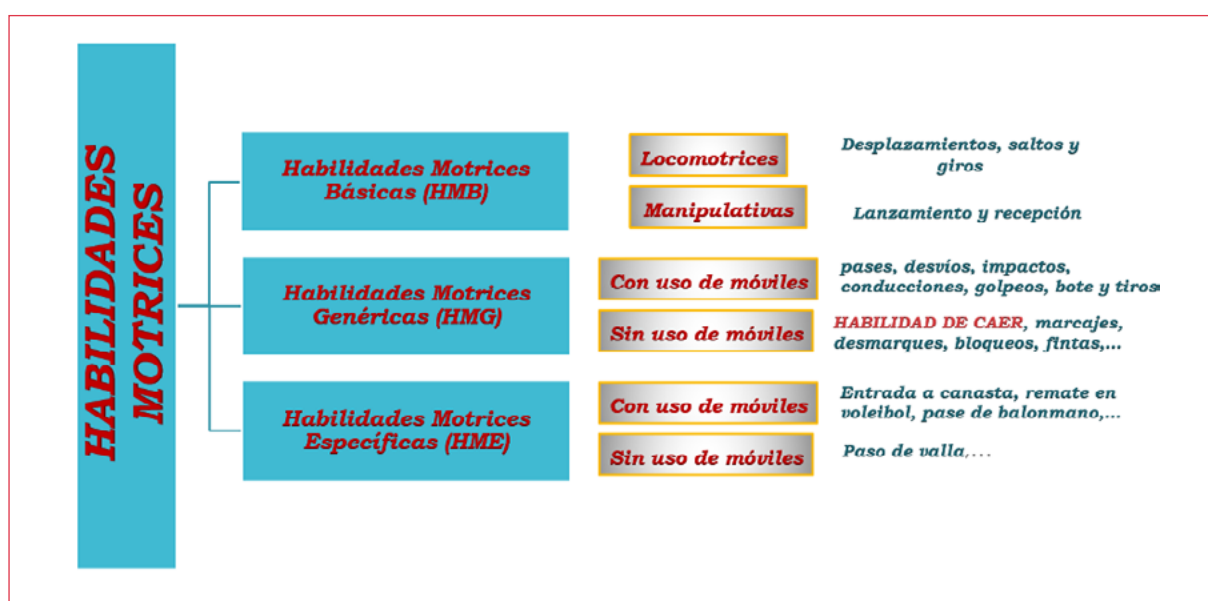 HABILIDADES
MOTRICES
Habilidades Motrices
Básicas (HMB)
Locomotrices
Desplazamientos, saltos y
giros
Manipulativas
Lanzamiento y recepción
Habilidades Motrices
Genéricas (HMG)
Con uso de móviles
pases, desvíos, impactos,
conducciones, golpeos, bote y tiros
Sin uso de móviles
HABILIDAD DE CAER, marcajes,
desmarques, bloqueos, fintas,...
Habilidades Motrices
Específicas (HME)
Con uso de móviles
Entrada a canasta, remate en
voleibol, pase de balonmano,...
Sin uso de móviles
Paso de valla,...